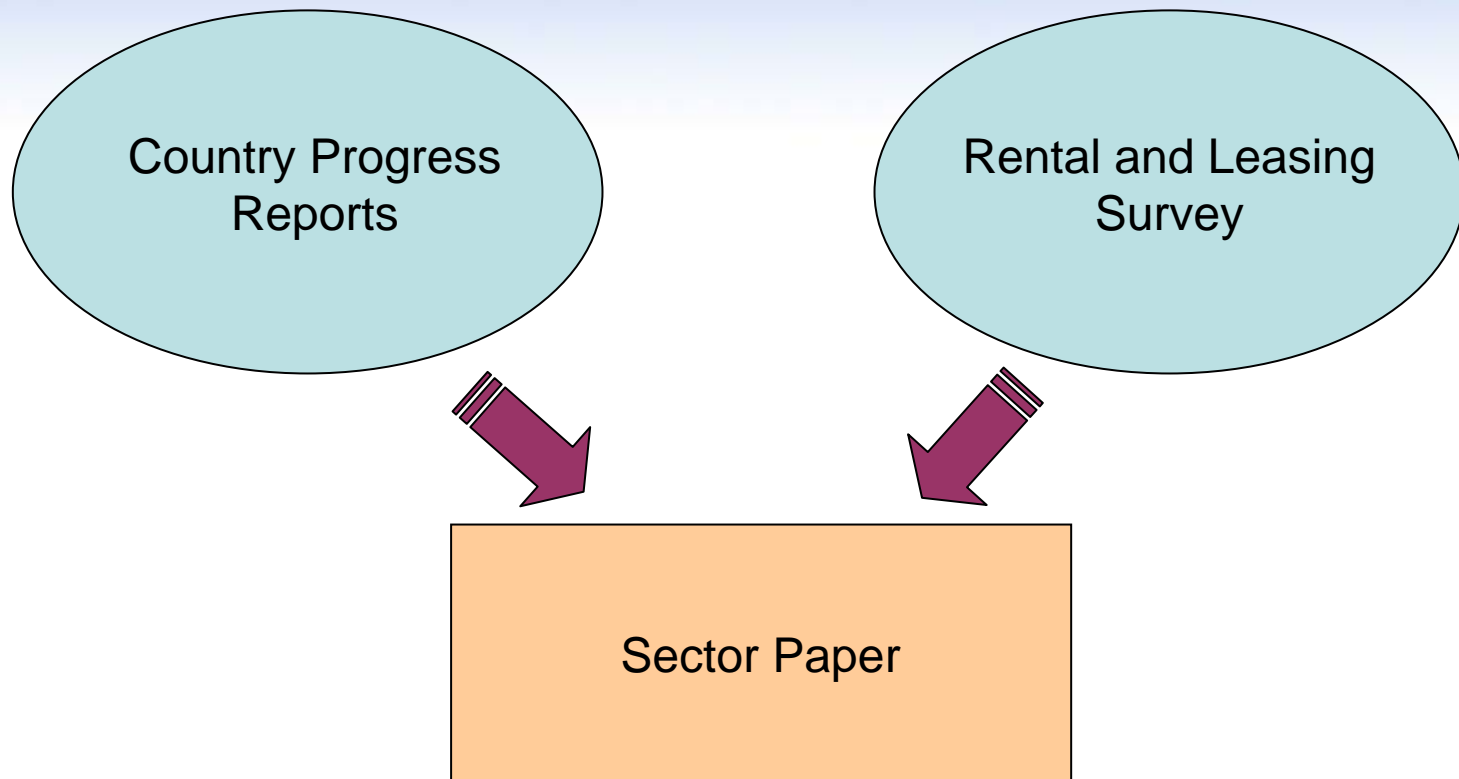 Country Progress
Reports
Rental and Leasing
Survey
Sector Paper